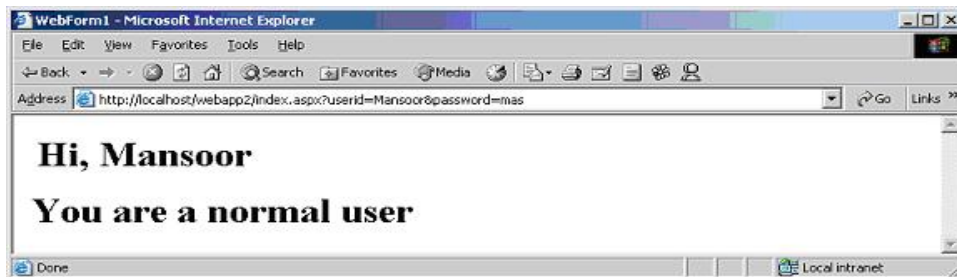 WebForm1 - Microsoft Internet Explorer
File Edit View Favorites Tools Help
Back Search Favorites Media
Address http://localhost/webapp2/index.aspx?userid=Mansoor&password=mas Go Links »
Hi, Mansoor
You are a normal user
Done Local intranet